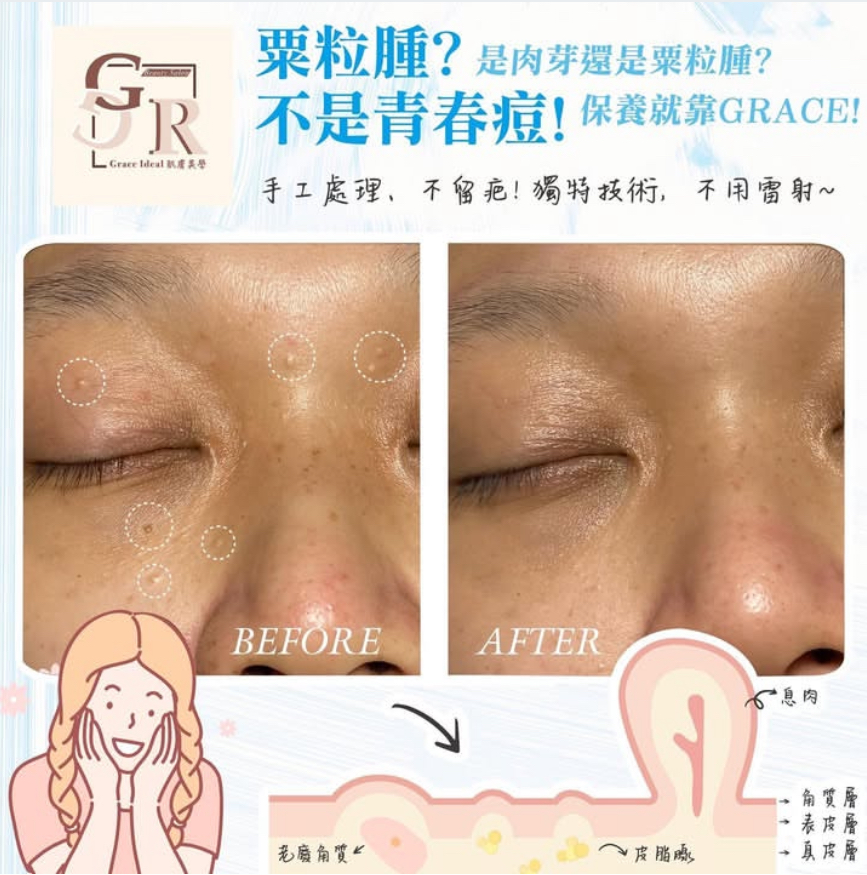 Beauty Salon
GR
Grace Ideal 肌膚美學
粟粒腫? 是肉芽還是粟粒腫?
不是青春痘! 保養就靠GRACE!
手工處理、不留疤!獨特技術,不用雷射~
BEFORE
AFTER
息肉
角質層
表皮層
真皮層
老廢角質
皮脂腺